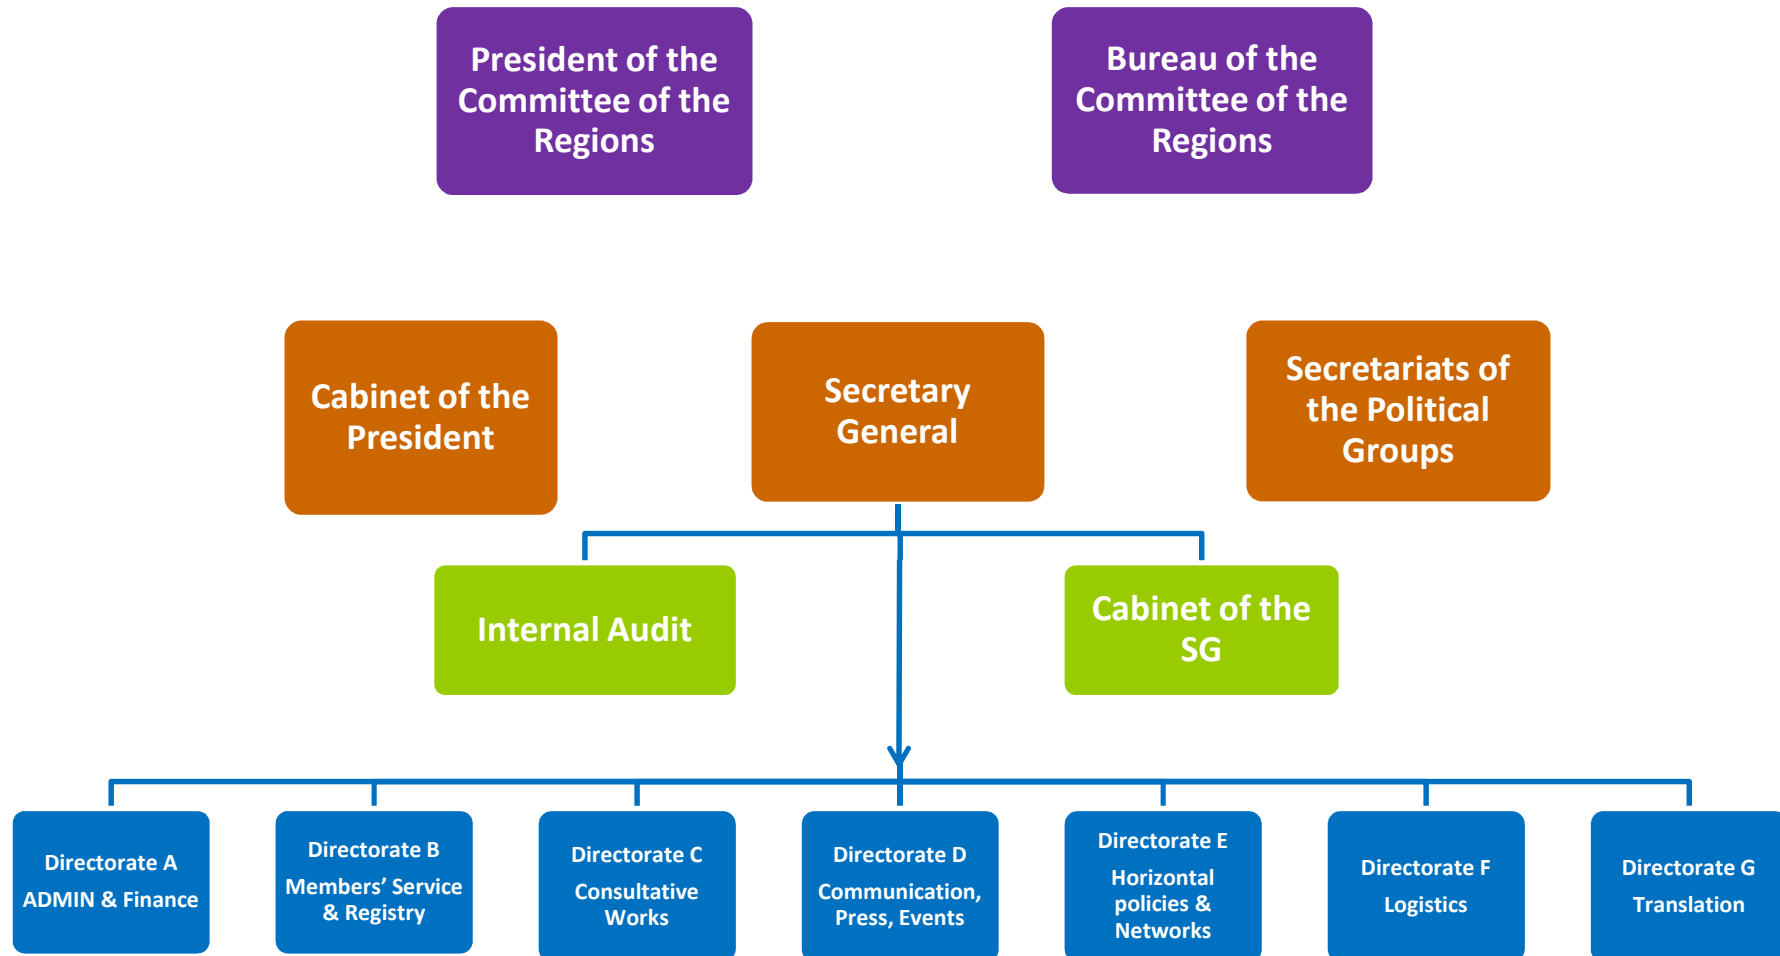 President of the
Committee of the
Regions
Bureau of the
Committee of the
Regions
Cabinet of the
President
Secretary
General
Secretariats of
the Political
Groups
Internal Audit
Cabinet of the
SG
Directorate A
ADMIN & Finance
Directorate B
Members’ Service
& Registry
Directorate C
Consultative
Works
Directorate D
Communication,
Press, Events
Directorate E
Horizontal
policies &
Networks
Directorate F
Logistics
Directorate G
Translation